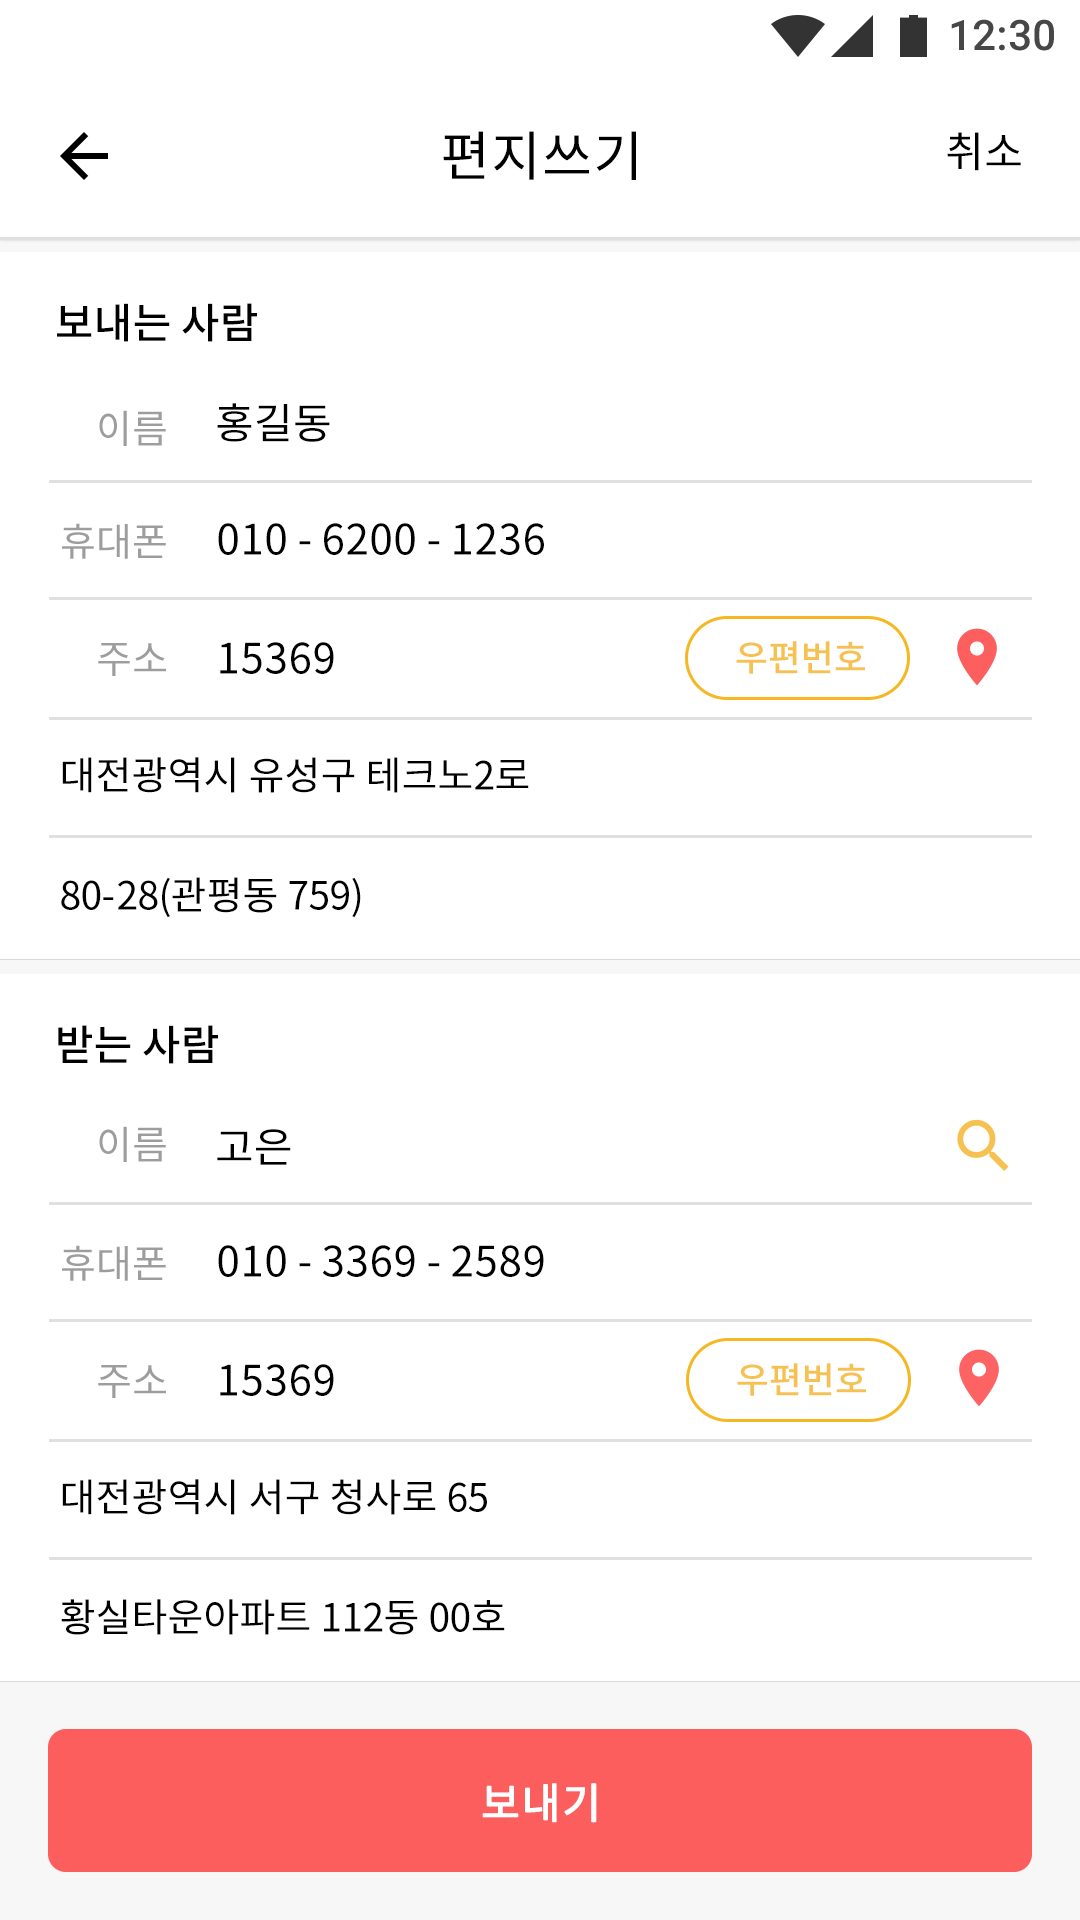 12:30
편지쓰기 취소
보내는 사람
이름 홍길동
휴대폰 010 - 6200 - 1236
주소 15369 우편번호
대전광역시 유성구 테크노2로
80-28(관평동 759)
받는 사람
이름 고은
휴대폰 010 - 3369 - 2589
주소 15369 우편번호
대전광역시 서구 청사로 65
황실타운아파트 112동 00호
보내기